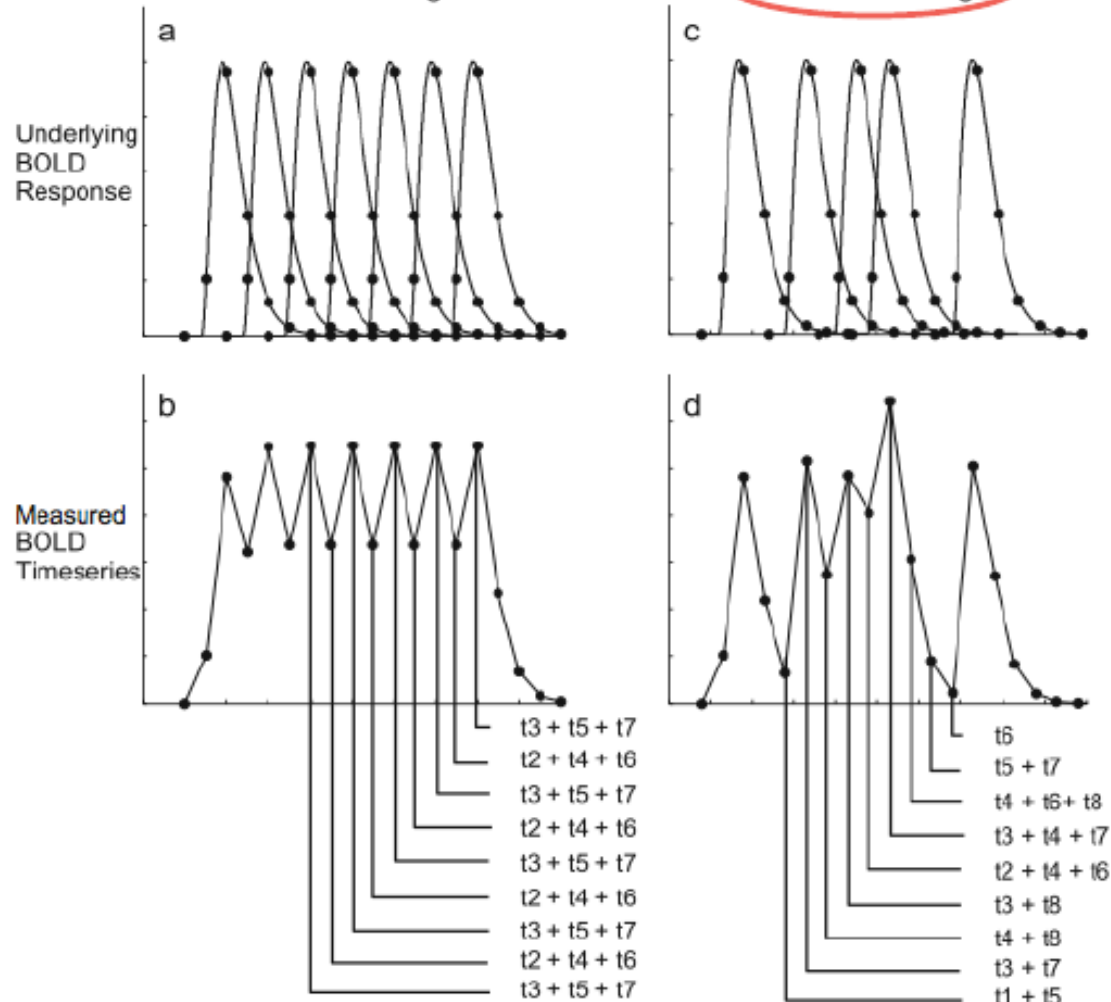 a
c
Underlying
BOLD
Response
b
d
Measured
BOLD
Timeseries
t3 + t5 + t7
t2 + t4 + t6
t3 + t5 + t7
t2 + t4 + t6
t3 + t5 + t7
t2 + t4 + t6
t3 + t5 + t7
t2 + t4 + t6
t3 + t5 + t7
t6
t5 + t7
t4 + t6+ t8
t3 + t4 + t7
t2 + t4 + t6
t3 + t8
t4 + t8
t3 + t7
t1 + t5